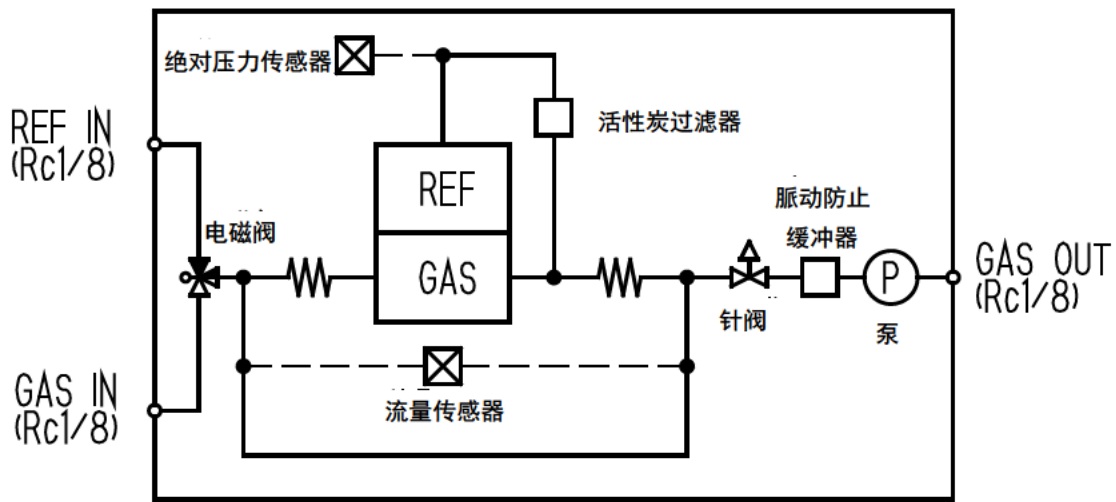 绝对压力传感器
活性炭过滤器
REF IN
(Rc1/8)
REF
脉动防止
缓冲器
电磁阀
GAS
GAS OUT
(Rc1/8)
P
针阀
泵
GAS IN
(Rc1/8)
流量传感器